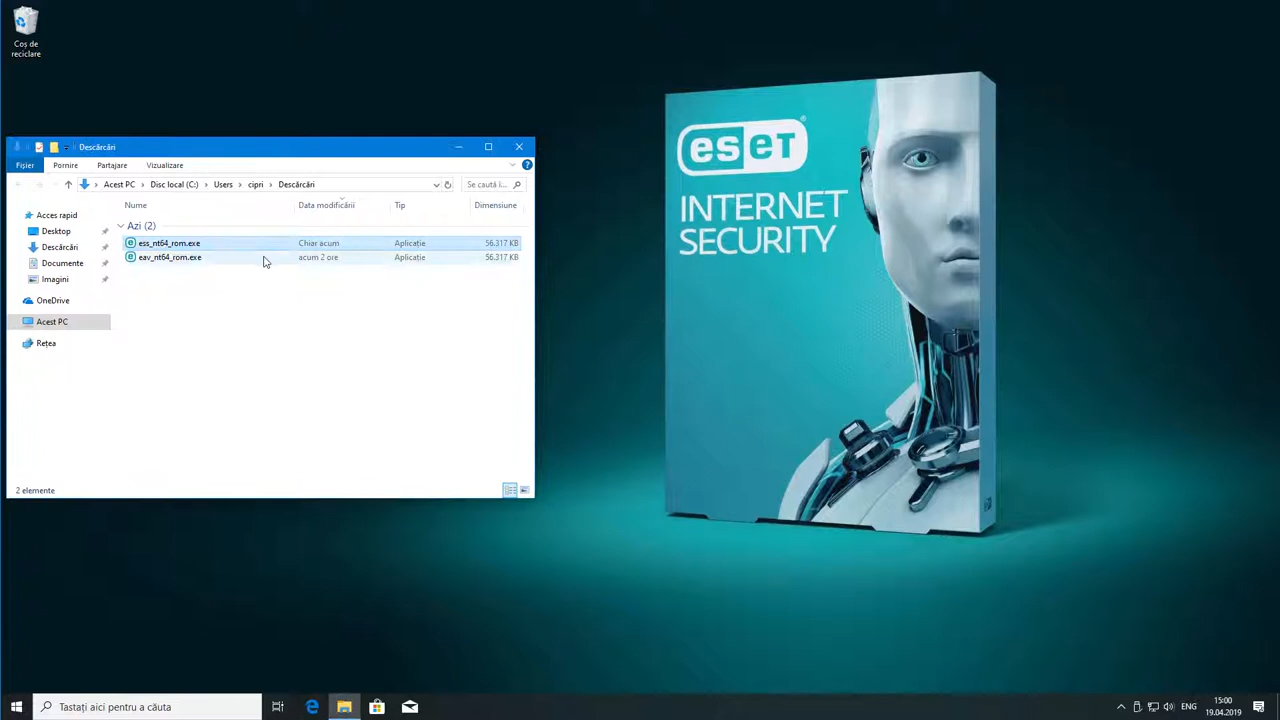 Coș de
reciclare
Descărcări
Fișier
Pornire
Partajare
Vizualizare
Acest PC
Disc local (C:)
Users
cipri
Descărcări
Se caută î...
Nume
Data modificării
Tip
Dimensiune
Acces rapid
Desktop
Descărcări
Documente
Imagini
OneDrive
Acest PC
Rețea
Azi (2)
ess_nt64_rom.exe
Chiar acum
Aplicație
56.317 KB
eav_nt64_rom.exe
acum 2 ore
Aplicație
56.317 KB
2 elemente
eset
INTERNET
SECURITY
Tastați aici pentru a căuta
ENG
15:00
19.04.2019